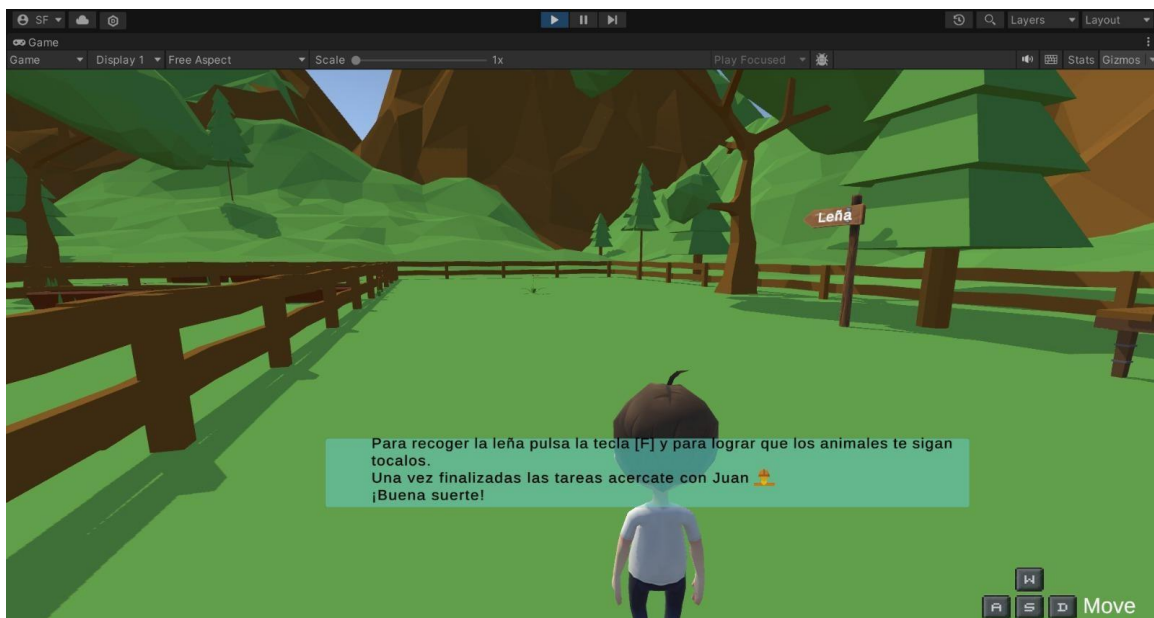 SF Layers Layout
Game
Game Display 1 Free Aspect Scale 1x Play Focused Stats Gizmos
Leña
Para recoger la leña pulsa la tecla [F] y para lograr que los animales te sigan
tocalos.
Una vez finalizadas las tareas acercate con Juan
¡Buena suerte!
W
A S D Move